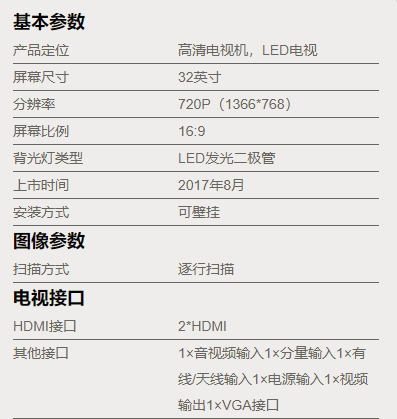 基本参数
产品定位 高清电视机，LED电视
屏幕尺寸 32英寸
分辨率 720P（1366*768）
屏幕比例 16:9
背光灯类型 LED发光二极管
上市时间 2017年8月
安装方式 可壁挂
图像参数
扫描方式 逐行扫描
电视接口
HDMI接口 2*HDMI
其他接口 1×音视频输入1×分量输入1×有
线/天线输入1×电源输入1×视频
输出1×VGA接口